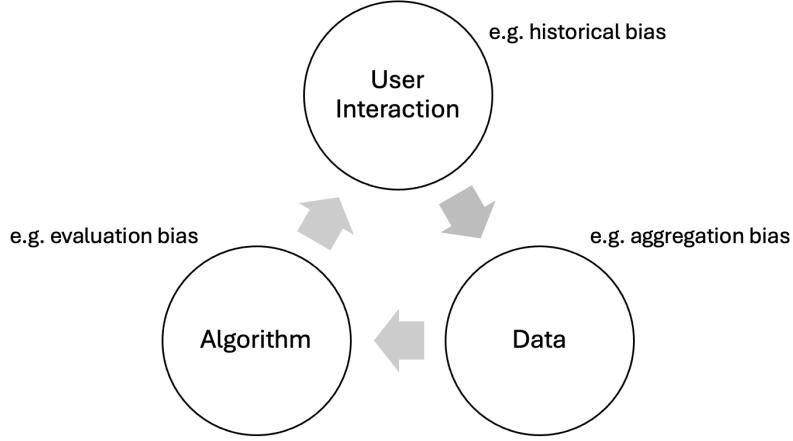 e.g. historical bias
User
Interaction
e.g. evaluation bias
e.g. aggregation bias
Algorithm
Data